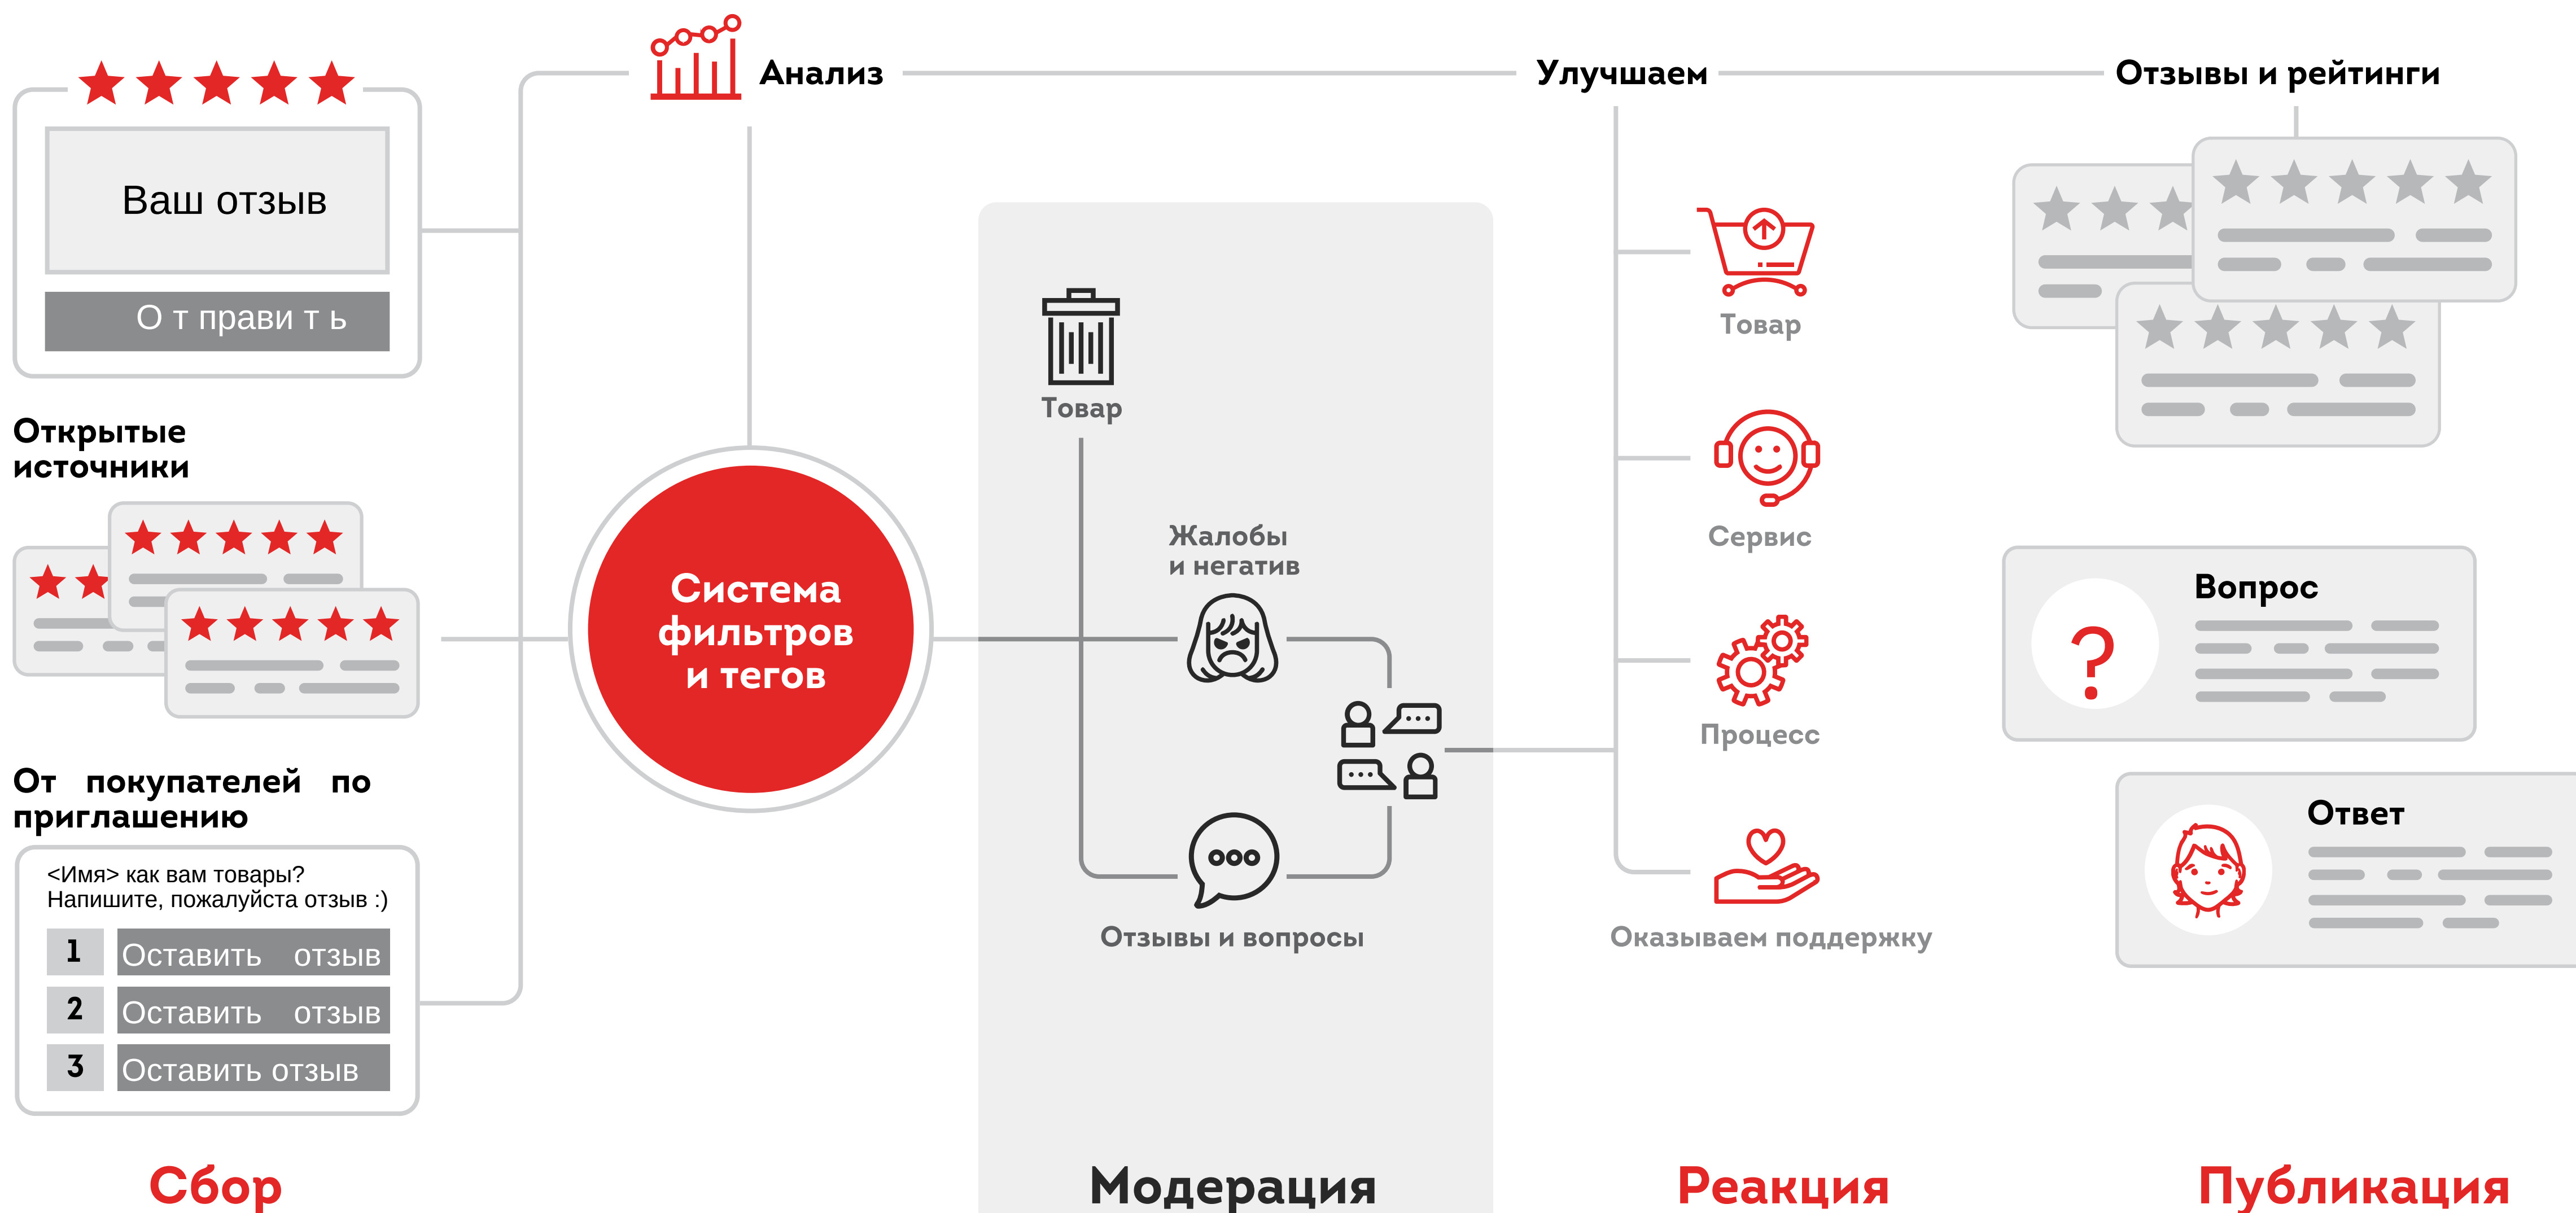 Ваш отзыв
О т прави т ь
Открытые
источники
От покупателей по
приглашению
<Имя> как вам товары?
Напишите, пожалуйста отзыв :)
1 Оставить отзыв
2 Оставить отзыв
3 Оставить отзыв
Сбор
Анализ
Система
фильтров
и тегов
Товар
Жалобы
и негатив
Отзывы и вопросы
Модерация
Улучшаем
Товар
Сервис
Процесс
Оказываем поддержку
Реакция
Отзывы и рейтинги
Вопрос
?
Ответ
Публикация